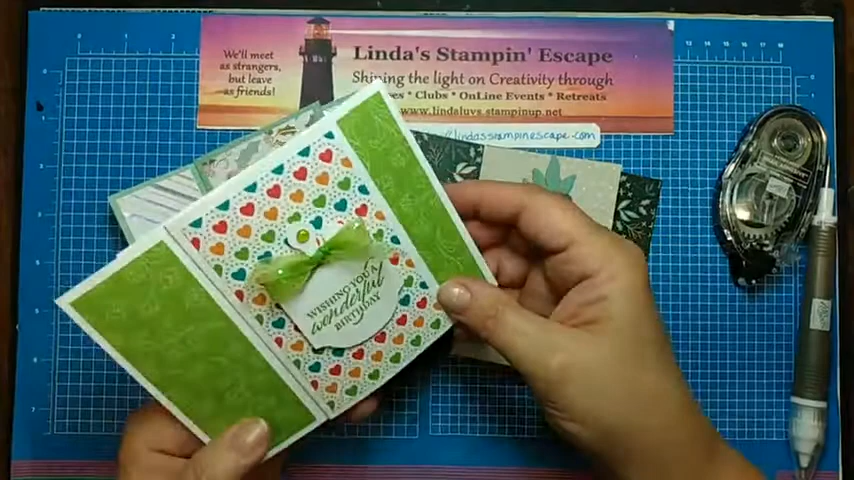 We'll meet
as strangers,
but leave
as friends!
Linda's Stampin' Escape
Shining the light on Creativity through
• Clubs • OnLine Events • Retreats
www.lindaluvs.stampinup.net
lindasstampinescape.com
WISHING YOU A
wonderful
BIRTHDAY